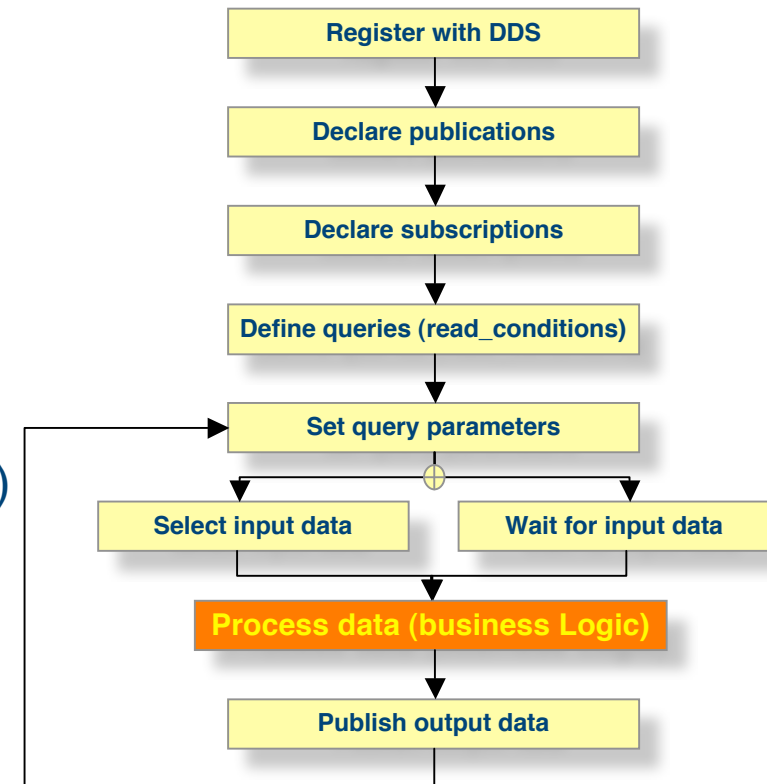 Register with DDS
Declare publications
Declare subscriptions
Define queries (read_conditions)
Set query parameters
)
Select input data
Wait for input data
Process data (business Logic)
Publish output data